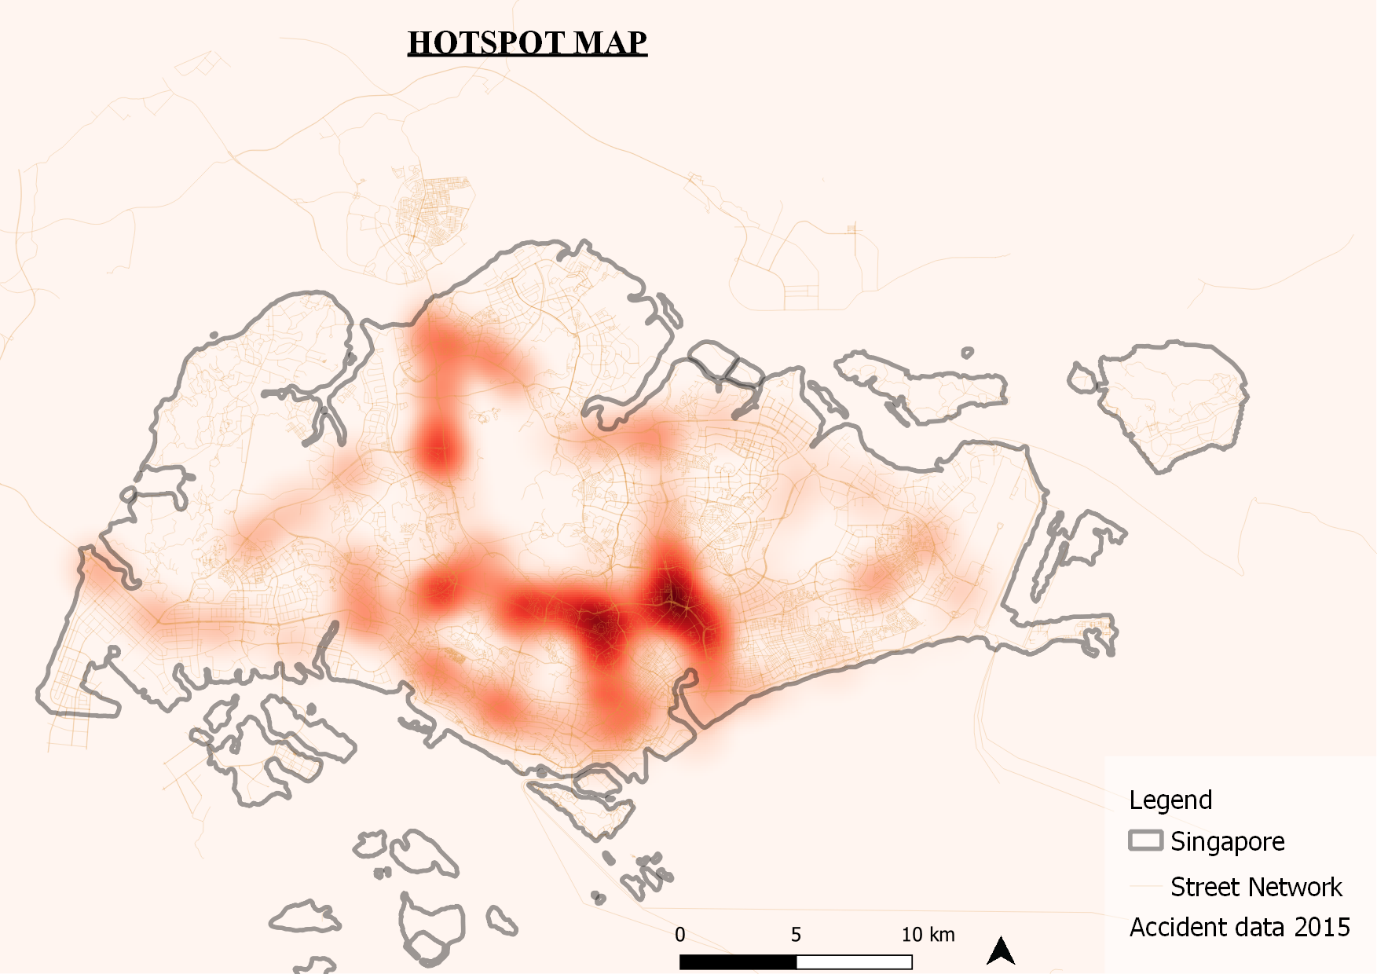 HOTSPOT MAP
Legend
Singapore
Street Network
Accident data 2015
0 5 10 km